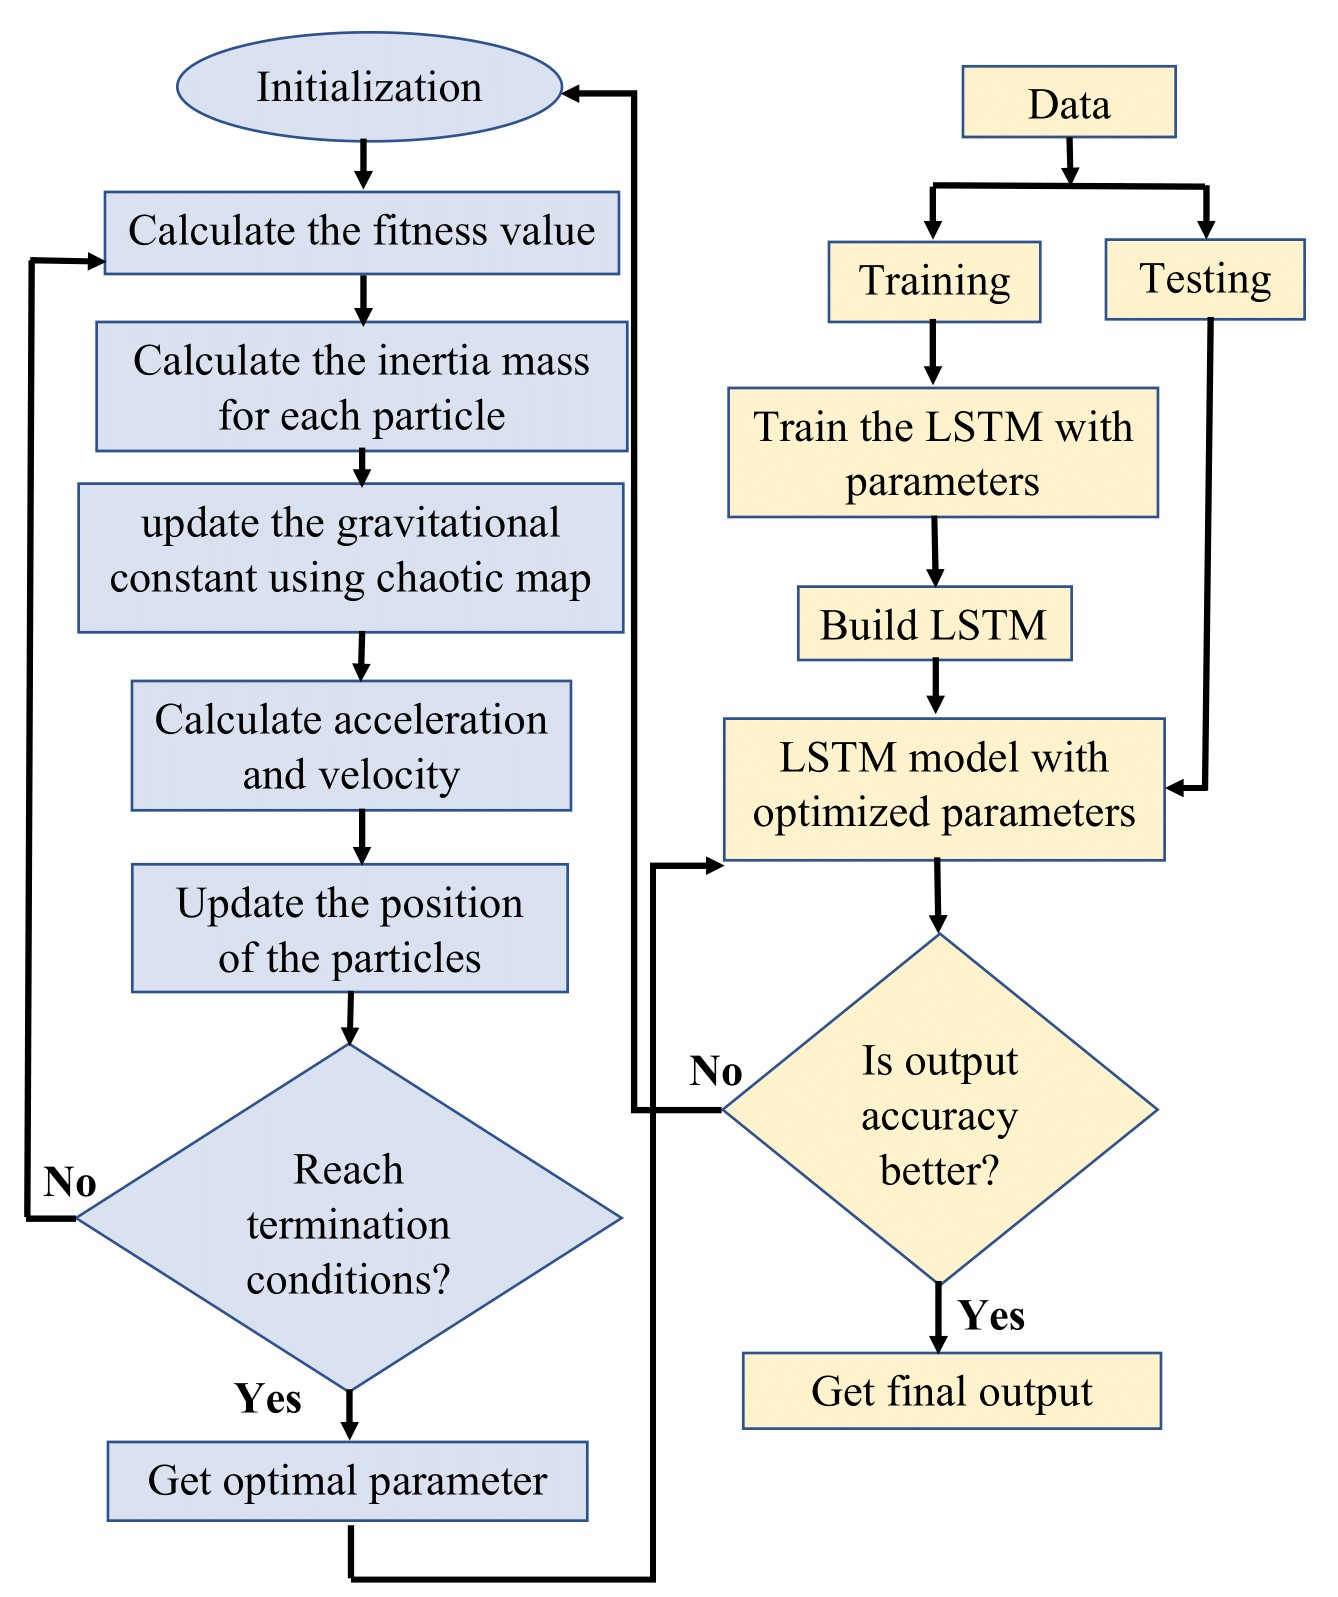 Initialization
Calculate the fitness value
Calculate the inertia mass
for each particle
update the gravitational
constant using chaotic map
Calculate acceleration
and velocity
Update the position
of the particles
Reach
termination
conditions?
No
Yes
Get optimal parameter
Data
Training
Testing
Train the LSTM with
parameters
Build LSTM
LSTM model with
optimized parameters
Is output
accuracy
better?
No
Yes
Get final output